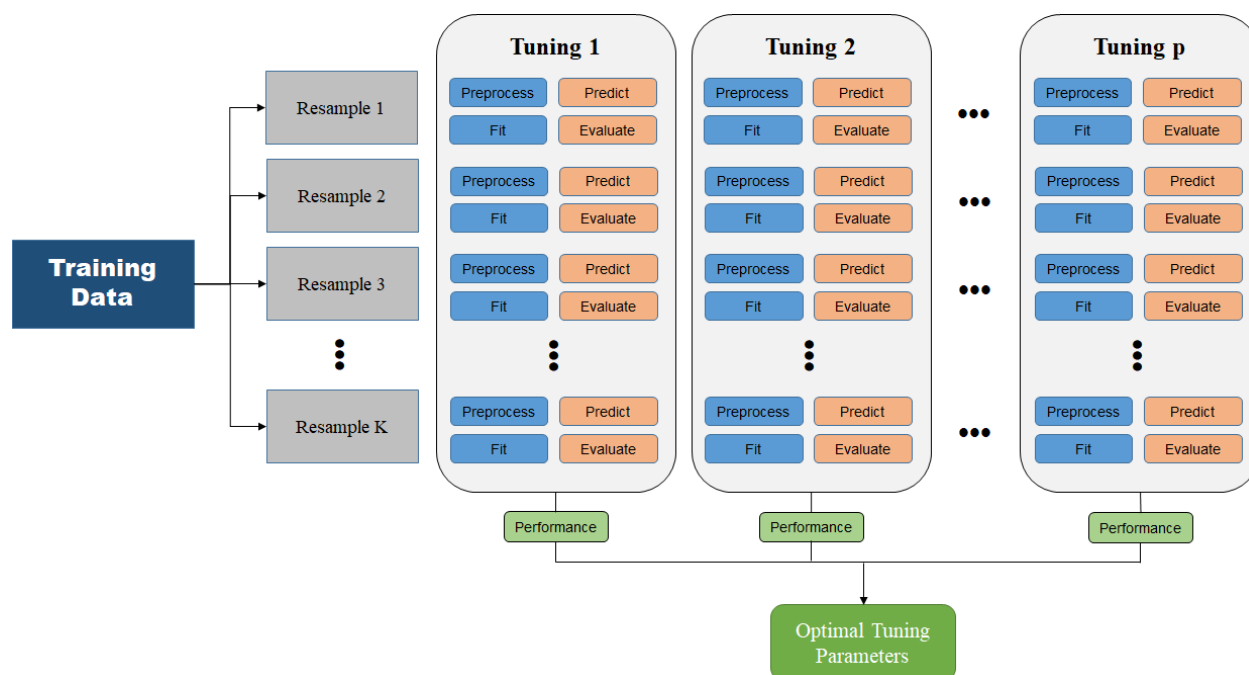 Tuning 1
Tuning 2
Tuning p
Training
Data
Resample 1
Preprocess
Predict
Preprocess
Predict
Preprocess
Predict
Fit
Evaluate
Fit
Evaluate
Fit
Evaluate
Resample 2
Preprocess
Predict
Preprocess
Predict
Preprocess
Predict
Fit
Evaluate
Fit
Evaluate
Fit
Evaluate
Resample 3
Preprocess
Predict
Preprocess
Predict
Preprocess
Predict
Fit
Evaluate
Fit
Evaluate
Fit
Evaluate
Resample K
Preprocess
Predict
Preprocess
Predict
Preprocess
Predict
Fit
Evaluate
Fit
Evaluate
Fit
Evaluate
Performance
Performance
Performance
Optimal Tuning
Parameters